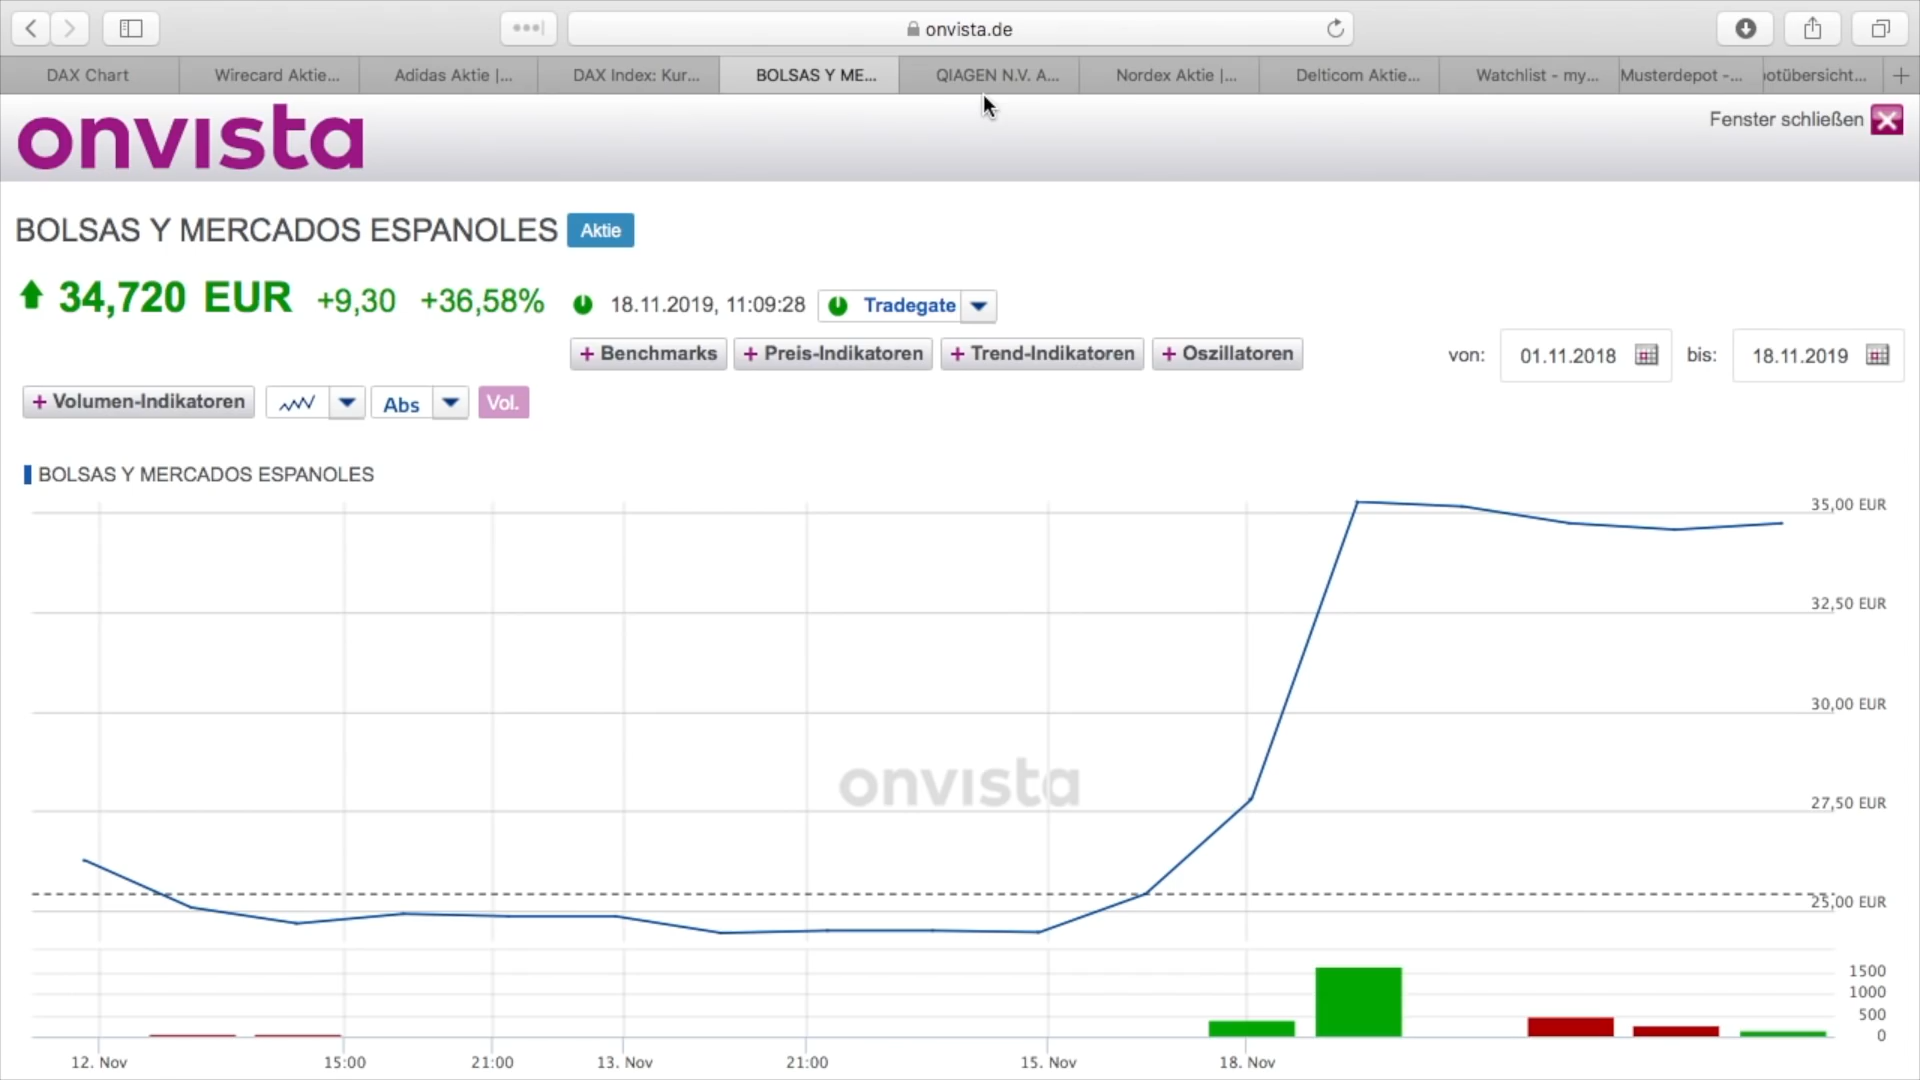 onvista.de
DAX Chart
Wirecard Aktie...
Adidas Aktie |...
DAX Index: Kur...
BOLSAS Y ME...
QIAGEN N.V. A...
Nordex Aktie |...
Delticom Aktie...
Watchlist - my...
Musterdepot -...
otübersicht...
onvista
Fenster schließen
BOLSAS Y MERCADOS ESPANOLES Aktie
34,720 EUR +9,30 +36,58% 18.11.2019, 11:09:28 Tradegate
+ Benchmarks + Preis-Indikatoren + Trend-Indikatoren + Oszillatoren von: 01.11.2018 bis: 18.11.2019
+ Volumen-Indikatoren Abs Vol.
BOLSAS Y MERCADOS ESPANOLES
35,00 EUR
32,50 EUR
30,00 EUR
onvista
27,50 EUR
25,00 EUR
1500
1000
500
0
12. Nov 15:00 21:00 13. Nov 21:00 15. Nov 18. Nov